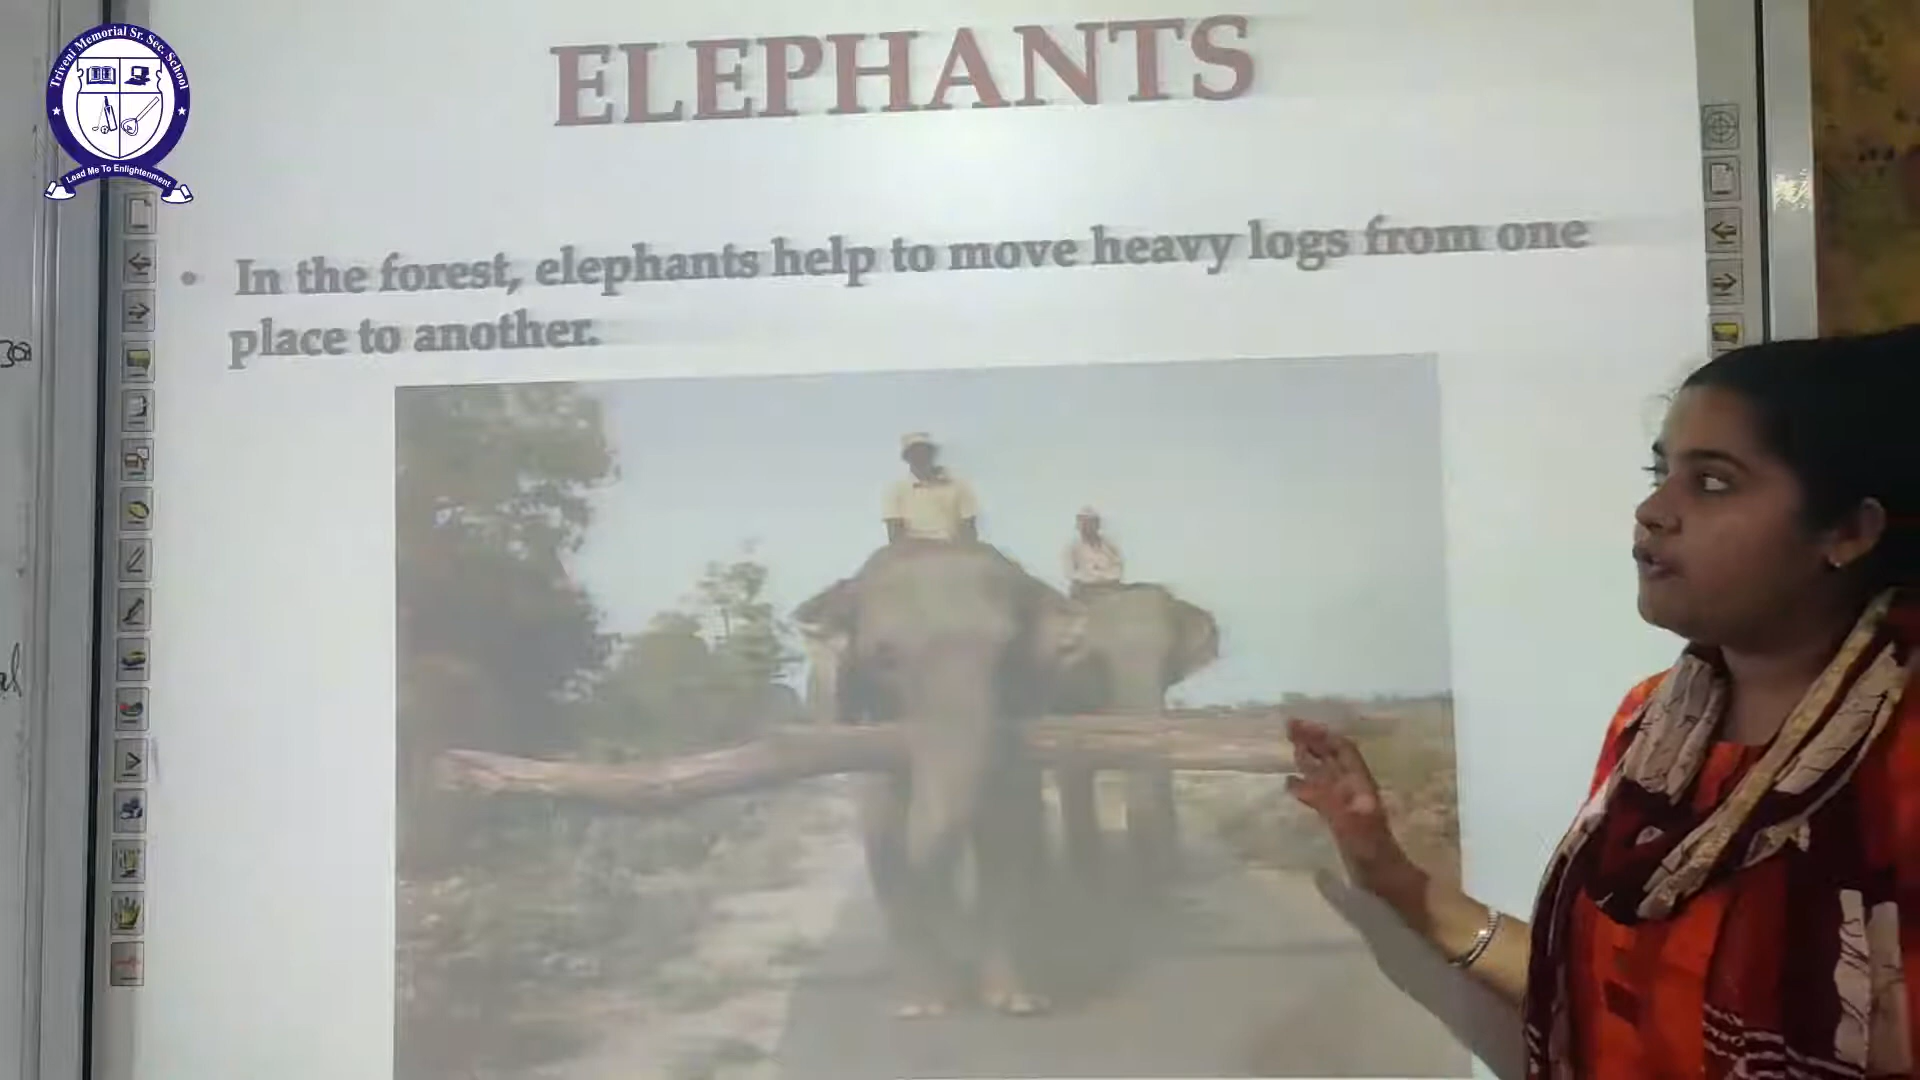 Triveni Memorial Sr. Sec. School
Lead Me To Enlightenment
ELEPHANTS
• In the forest, elephants help to move heavy logs from one
place to another.